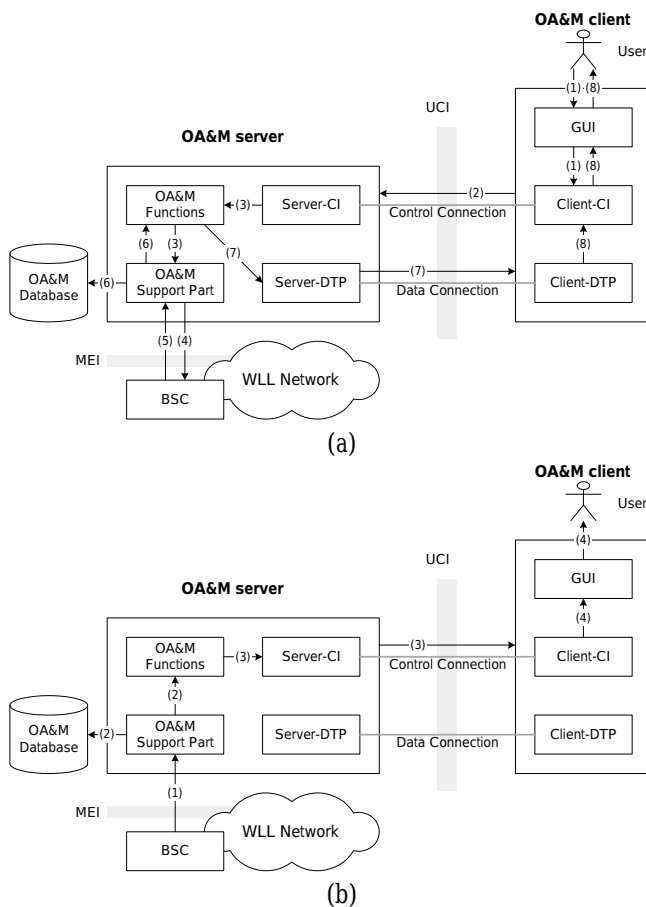 OA&M client
User
(1)
(8)
UCI
GUI
OA&M server
(1)
(8)
OA&M
Functions
(3)
Server-CI
(2)
Control Connection
Client-CI
(6)
(3)
(7)
(8)
OA&M
Database
(6)
OA&M
Support Part
Server-DTP
(7)
Data Connection
Client-DTP
(5)
(4)
MEI
WLL Network
BSC
(a)
OA&M client
User
(4)
UCI
GUI
OA&M server
(4)
OA&M
Functions
(3)
Server-CI
(3)
Control Connection
Client-CI
(2)
OA&M
Database
(2)
OA&M
Support Part
Server-DTP
Data Connection
Client-DTP
(1)
MEI
WLL Network
BSC
(b)